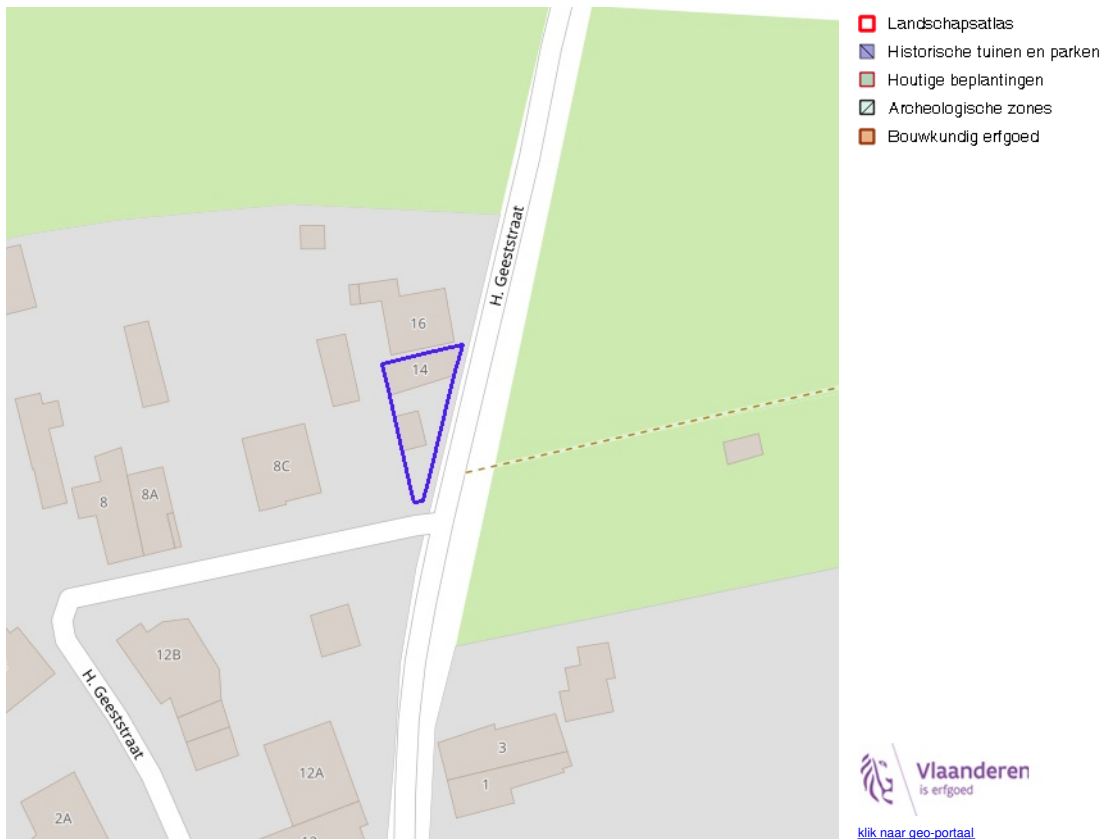 Landschapsatlas
Historische tuinen en parken
Houtige beplantingen
Archeologische zones
Bouwkundig erfgoed
H. Geeststraat
16
14
8C
8A
8
12B
H. Geeststraat
3
12A
1
2A
Vlaanderen
is erfgoed
klik naar geo-portaal